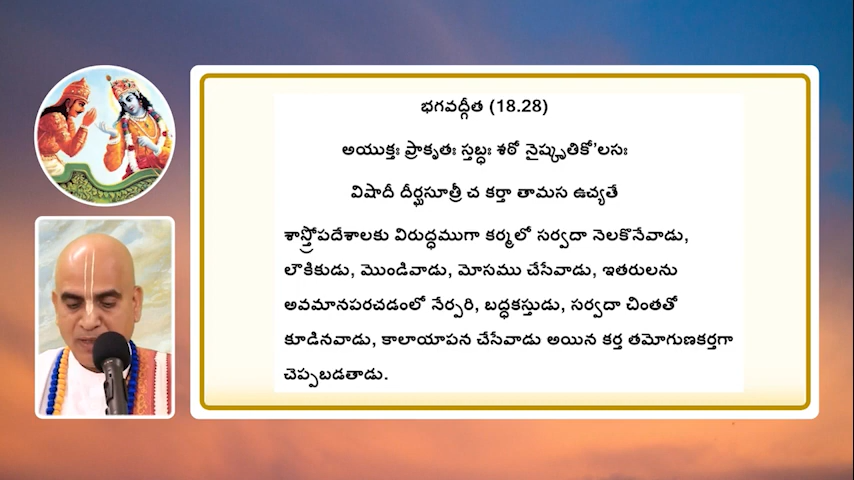 భగవద్గీత (18.28)
అయుక్తః ప్రాకృతః స్తబ్ధః శఠో నైష్కృతికో’లసః
విషాదీ దీర్ఘసూత్రీ చ కర్తా తామస ఉచ్యతే
శాస్త్రోపదేశాలకు విరుద్ధముగా కర్మలో సర్వదా నెలకొనేవాడు,
లౌకికుడు, మొండివాడు, మోసము చేసేవాడు, ఇతరులను
అవమానపరచడంలో నేర్పరి, బద్ధకస్తుడు, సర్వదా చింతతో
కూడినవాడు, కాలాయాపన చేసేవాడు అయిన కర్త తమోగుణకర్తగా
చెప్పబడతాడు.